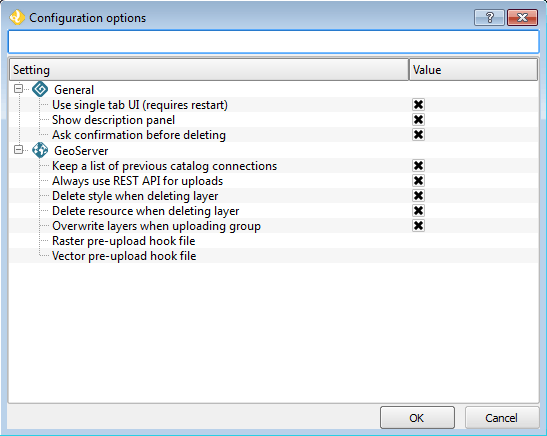 Configuration options
Setting Value
General
Use single tab UI (requires restart)
Show description panel
Ask confirmation before deleting
GeoServer
Keep a list of previous catalog connections
Always use REST API for uploads
Delete style when deleting layer
Delete resource when deleting layer
Overwrite layers when uploading group
Raster pre-upload hook file
Vector pre-upload hook file
OK Cancel